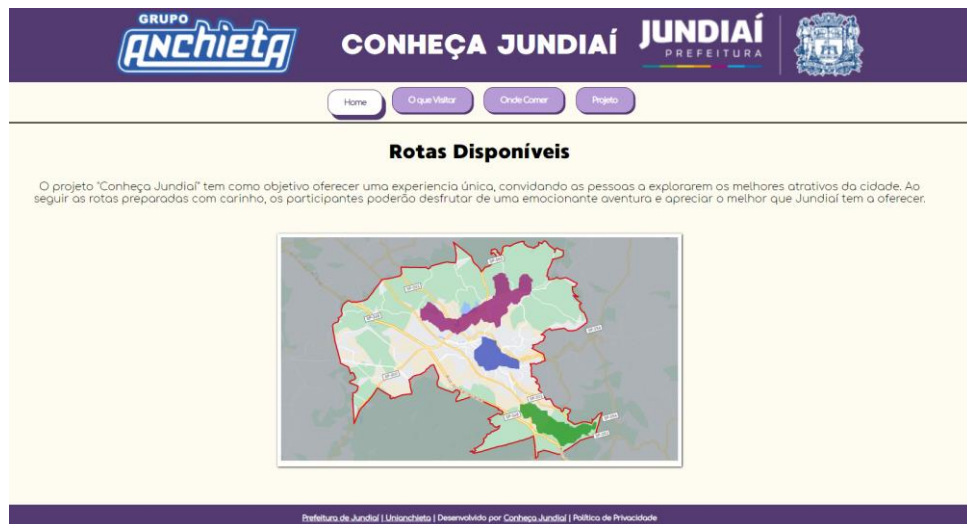 GRUPO
Anchieta
CONHEÇA JUNDIAÍ
JUNDIAÍ
PREFEITURA
Home
O que Visitar
Onde Comer
Projeto
Rotas Disponíveis
O projeto "Conheça Jundiaí" tem como objetivo oferecer uma experiencia única, convidando as pessoas a explorarem os melhores atrativos da cidade. Ao
seguir as rotas preparadas com carinho, os participantes poderão desfrutar de uma emocionante aventura e apreciar o melhor que Jundiaí tem a oferecer.
Prefeitura de Jundiaí | Unianchieta | Desenvolvido por Conheça Jundiaí | Política de Privacidade